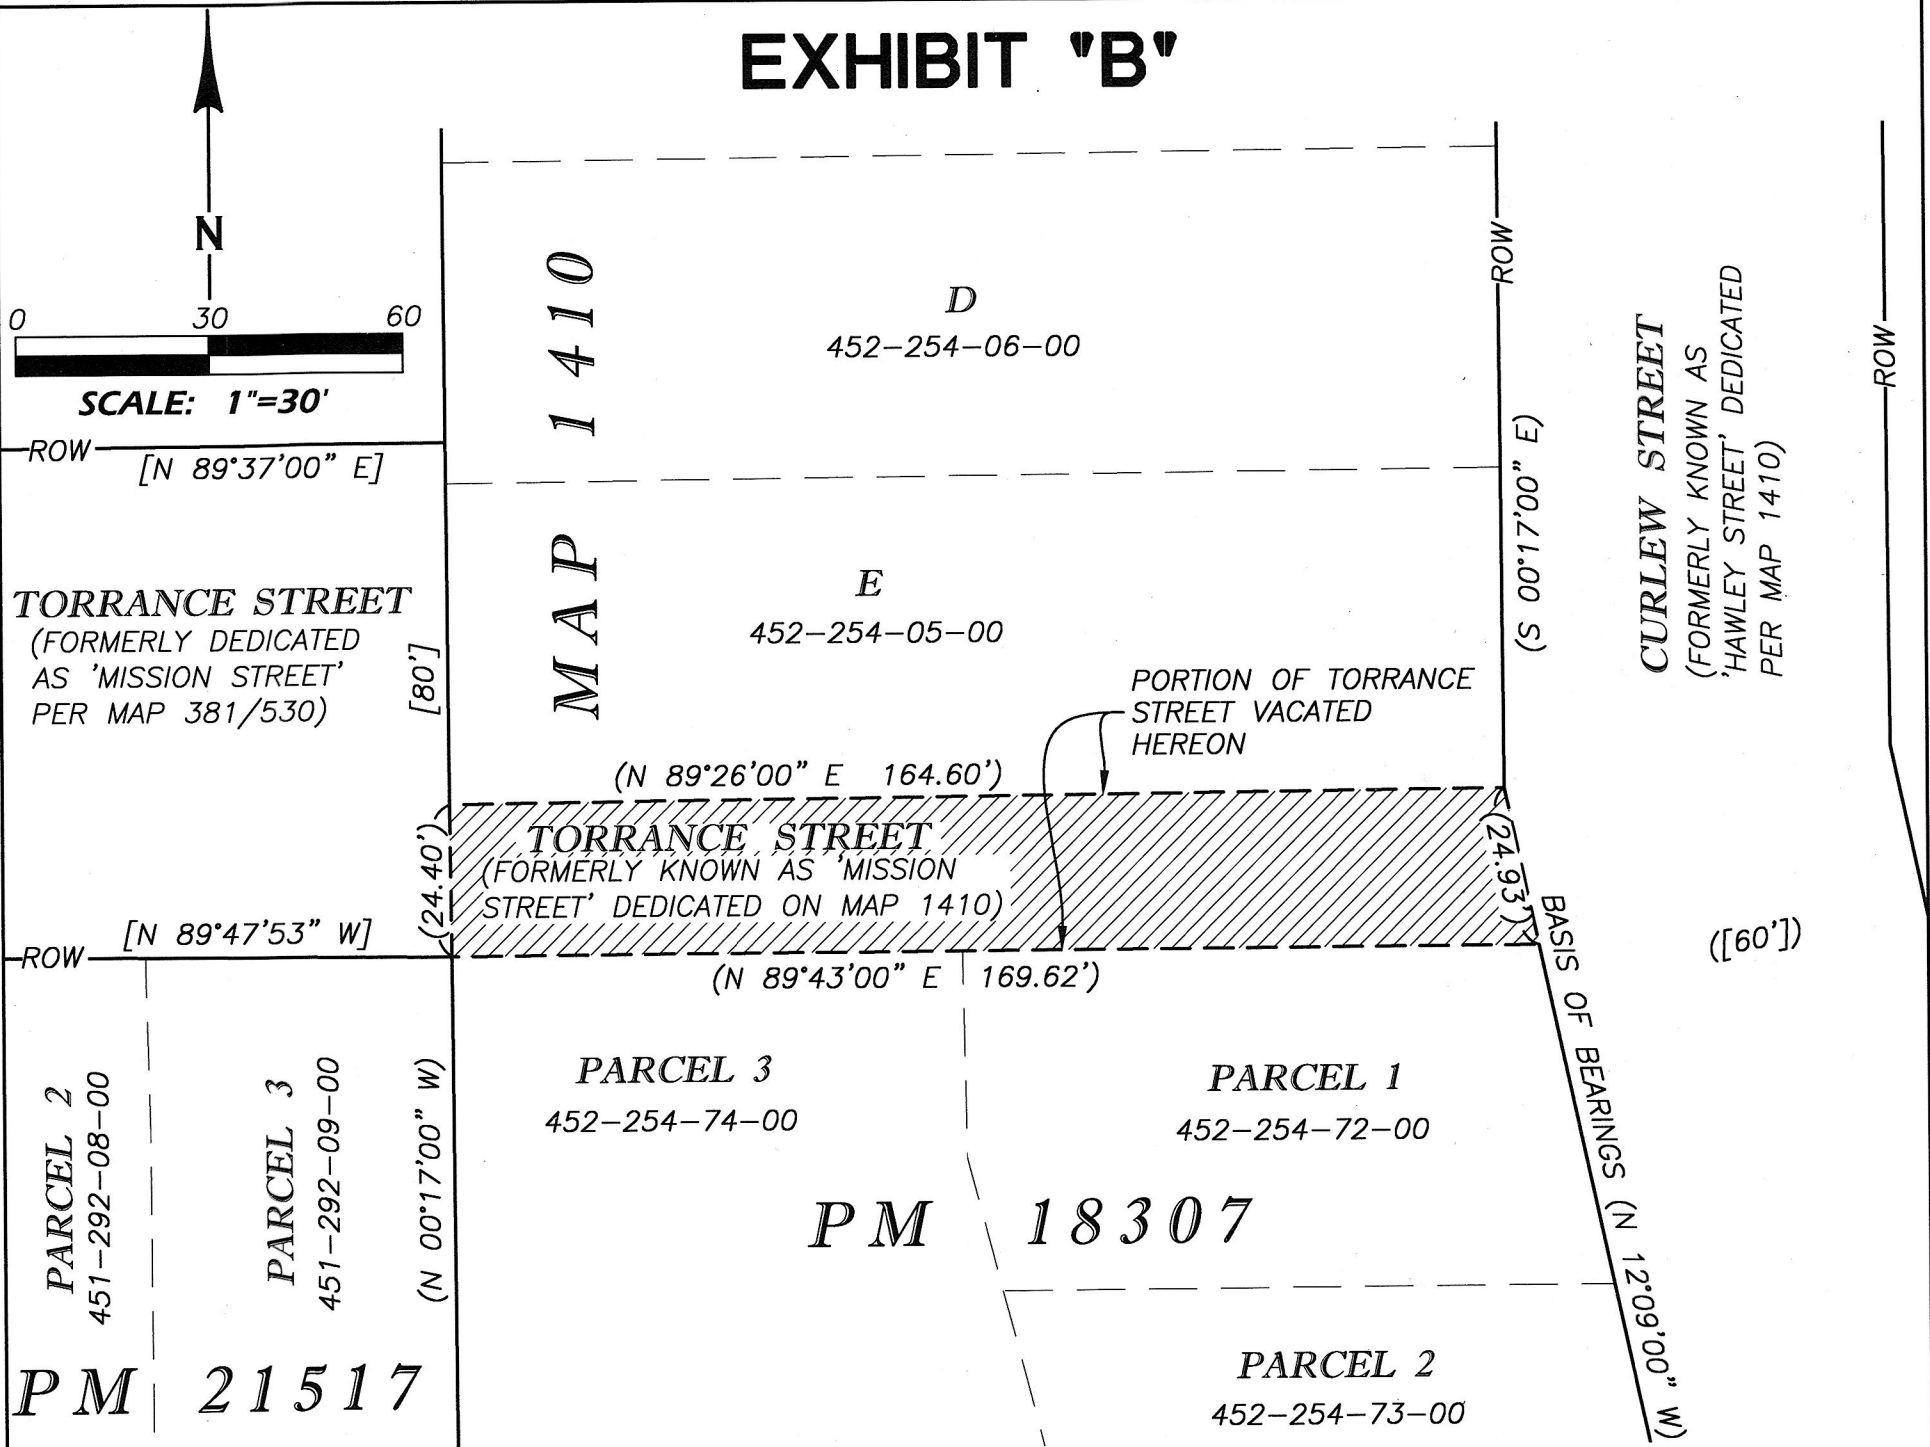 EXHIBIT "B"
N
0 30 60
SCALE: 1"=30'
ROW
[N 89°37'00" E]
TORRANCE STREET
(FORMERLY DEDICATED
AS 'MISSION STREET'
PER MAP 381/530)
[80']
MAP 1410
D
452-254-06-00
E
452-254-05-00
ROW
(S 00°17'00" E)
CURLEW STREET
(FORMERLY KNOWN AS
'HAWLEY STREET' DEDICATED
PER MAP 1410)
ROW
PORTION OF TORRANCE
STREET VACATED
HEREON
(N 89°26'00" E 164.60')
(24.40')
TORRANCE STREET
(FORMERLY KNOWN AS 'MISSION
STREET' DEDICATED ON MAP 1410)
(24.93')
([60'])
ROW
[N 89°47'53" W]
(N 89°43'00" E 169.62')
BASIS OF BEARINGS (N 12°09'00" W)
PARCEL 2
451-292-08-00
PARCEL 3
451-292-09-00
(N 00°17'00" W)
PARCEL 3
452-254-74-00
PARCEL 1
452-254-72-00
PM 18307
PARCEL 2
452-254-73-00
PM 21517